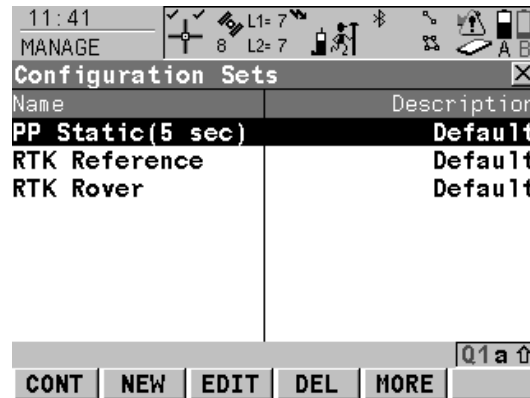 11:41
MANAGE
8
L1= 7
L2= 7
A B
Configuration Sets
Name Description
PP Static(5 sec) Default
RTK Reference Default
RTK Rover Default
Q1 a
CONT NEW EDIT DEL MORE